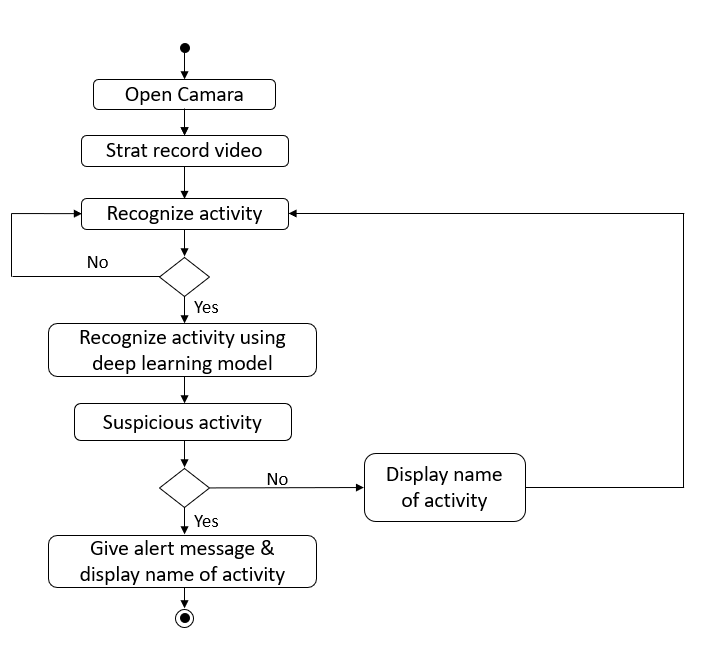 Open Camara
Strat record video
Recognize activity
No
Yes
Recognize activity using
deep learning model
Suspicious activity
No
Display name
of activity
Yes
Give alert message &
display name of activity